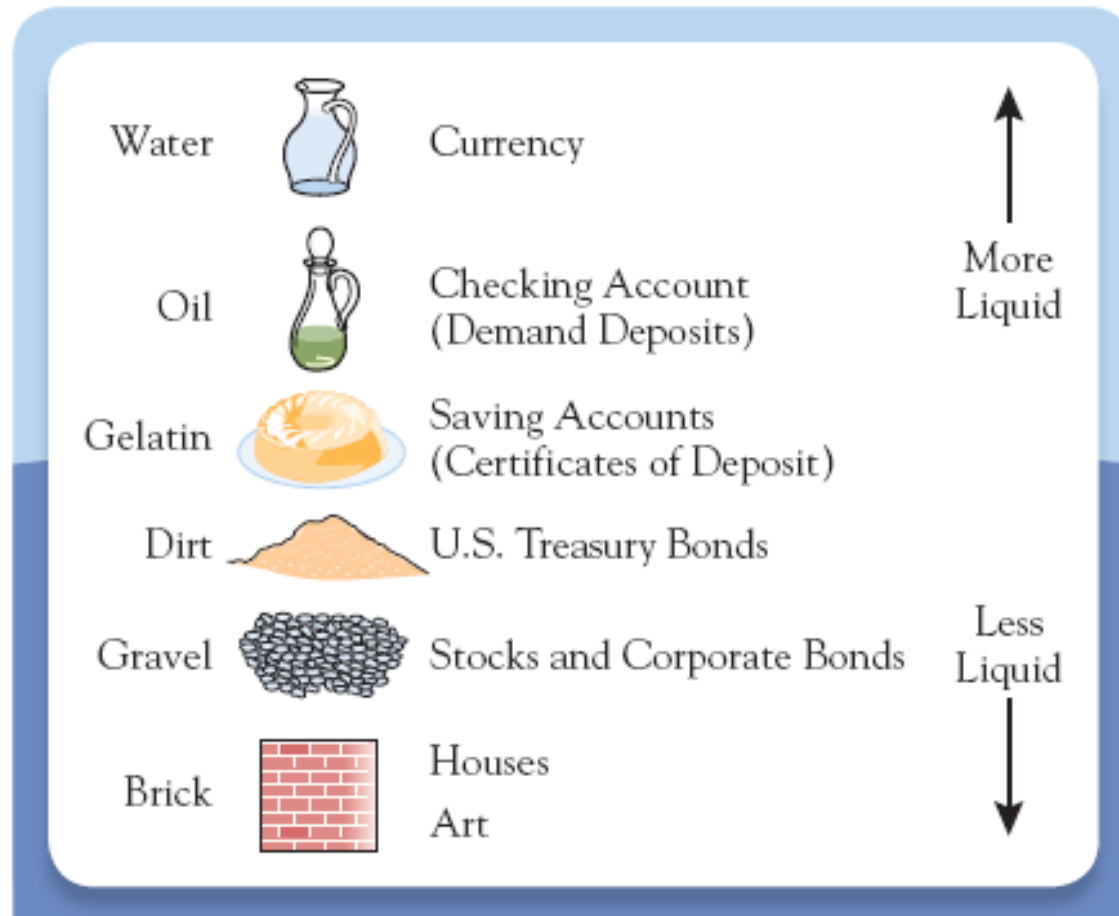 Water
Currency
Oil
Checking Account
(Demand Deposits)
Gelatin
Saving Accounts
(Certificates of Deposit)
Dirt
U.S. Treasury Bonds
Gravel
Stocks and Corporate Bonds
Brick
Houses
Art
More
Liquid
Less
Liquid